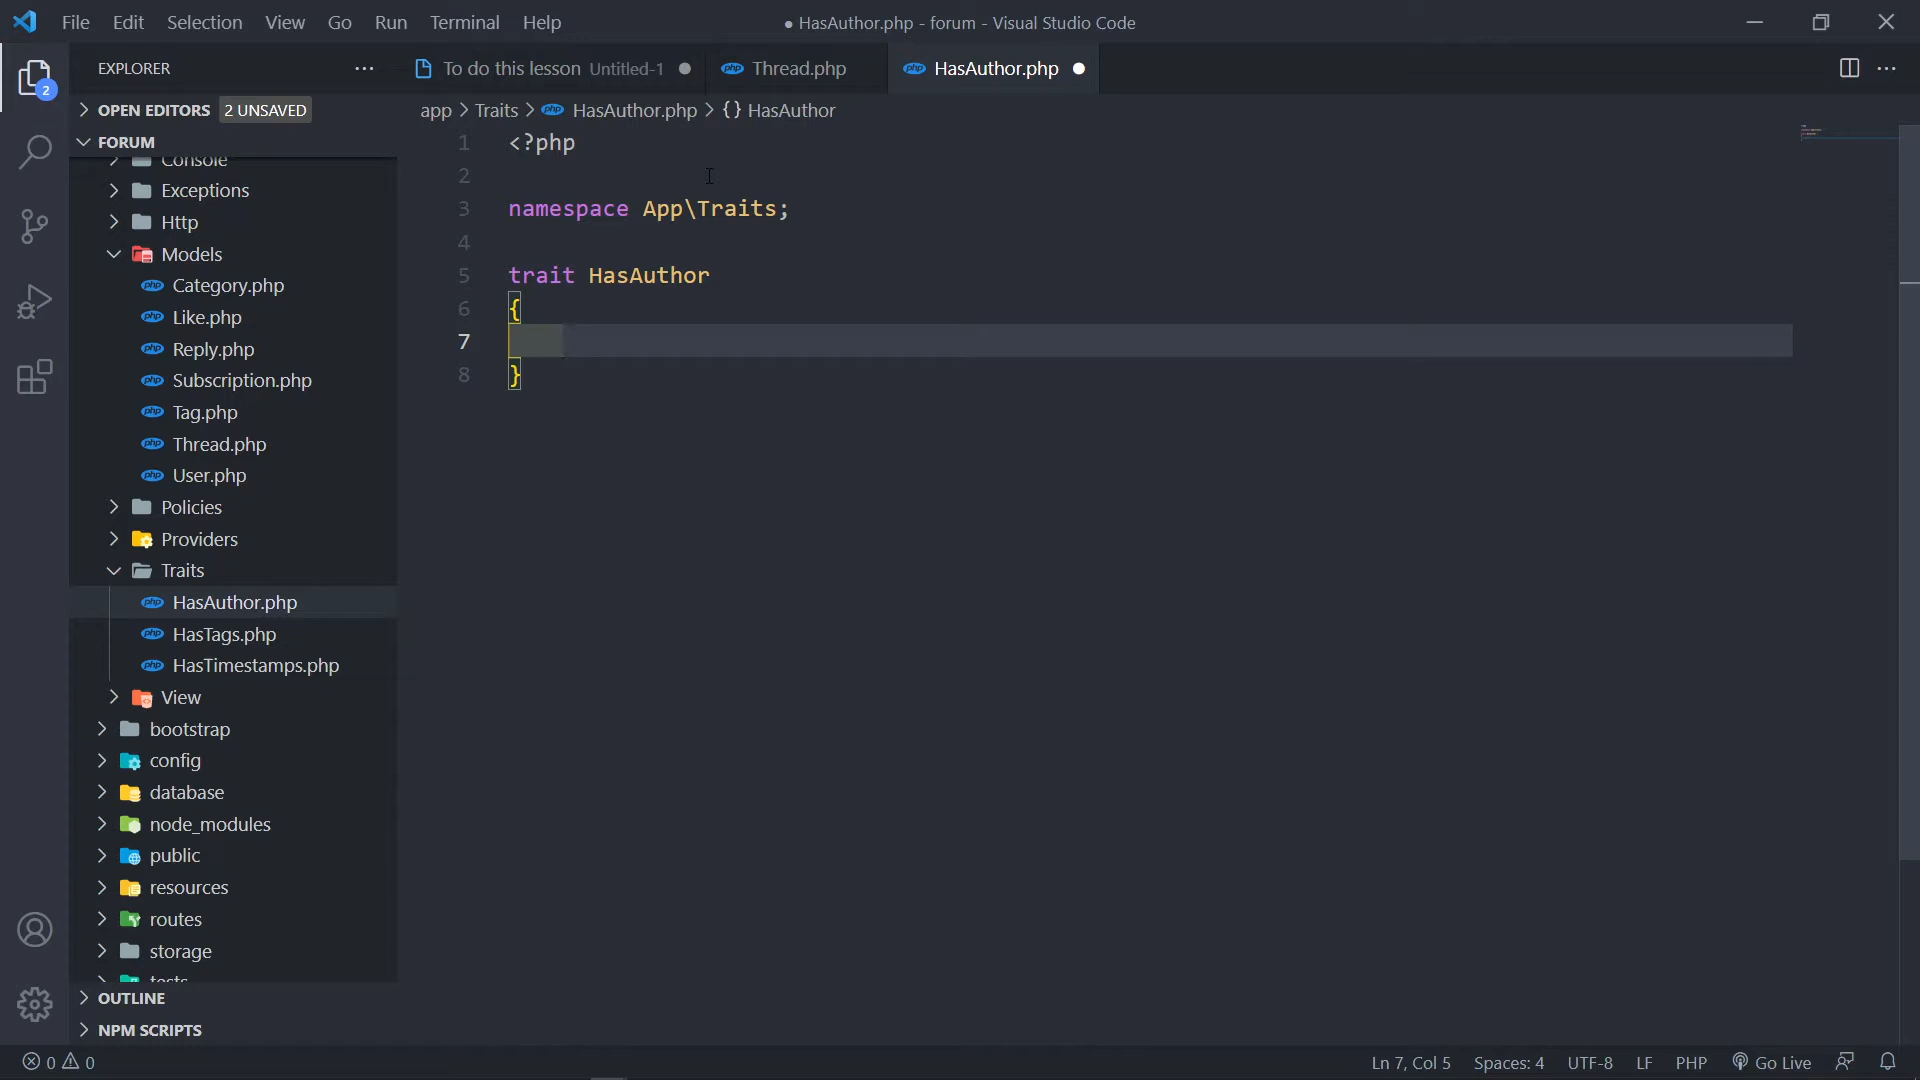 File Edit Selection View Go Run Terminal Help
● HasAuthor.php - forum - Visual Studio Code
EXPLORER
To do this lesson Untitled-1 ●
Thread.php
HasAuthor.php ●
2
OPEN EDITORS 2 UNSAVED
app > Traits > HasAuthor.php > {} HasAuthor
FORUM
Console
Exceptions
Http
Models
Category.php
Like.php
Reply.php
Subscription.php
Tag.php
Thread.php
User.php
Policies
Providers
Traits
HasAuthor.php
HasTags.php
HasTimestamps.php
View
bootstrap
config
database
node_modules
public
resources
routes
storage
tests
OUTLINE
NPM SCRIPTS
1 <?php
2
3 namespace App\Traits;
4
5 trait HasAuthor
6 {
7
8 }
0 0
Ln 7, Col 5 Spaces: 4 UTF-8 LF PHP Go Live